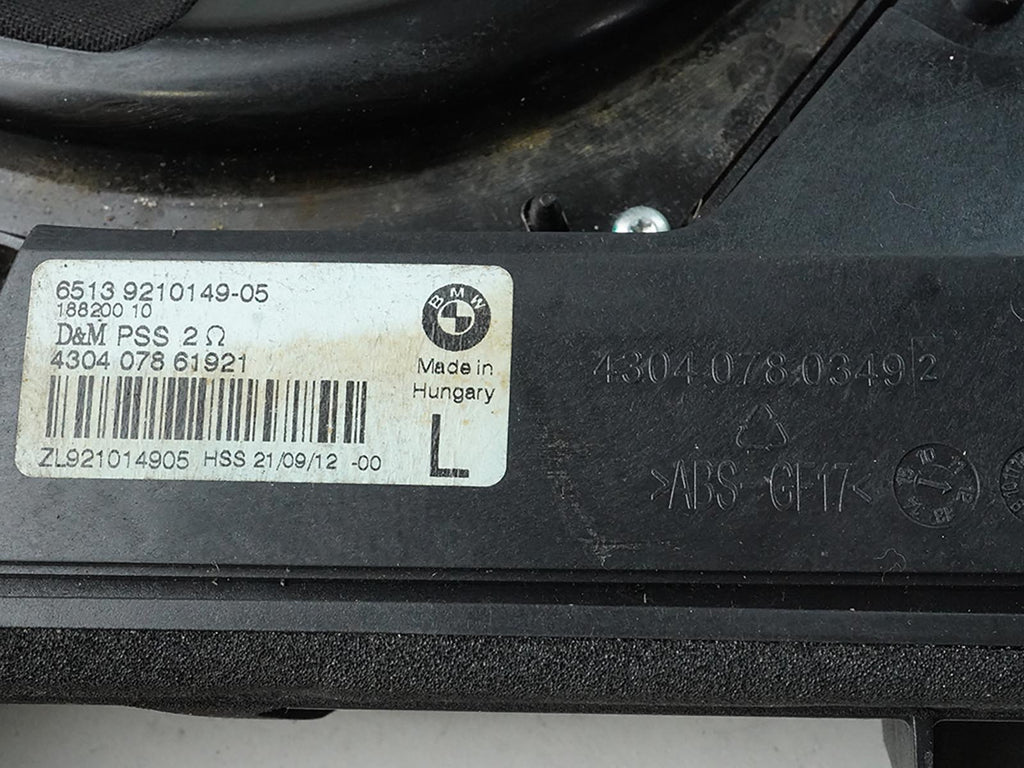 6513 9210149-05
188200 10
D&M PSS 2 Ω
4304 078 61921
ZL921014905 HSS 21/09/12 -00
BMW
Made in
Hungary
L
4304 078 0349 2
>ABS- GF17<